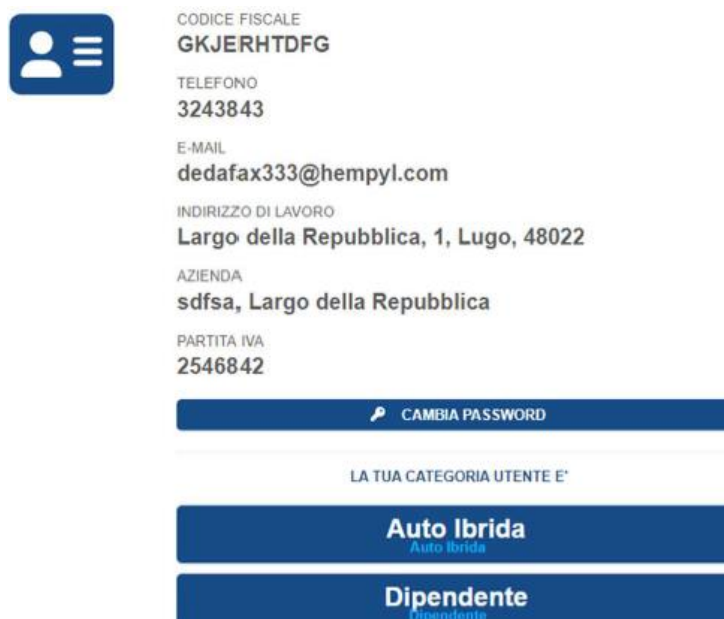 CODICE FISCALE
GKJERHTDFG
TELEFONO
3243843
E-MAIL
dedafax333@hempyl.com
INDIRIZZO DI LAVORO
Largo della Repubblica, 1, Lugo, 48022
AZIENDA
sdfsa, Largo della Repubblica
PARTITA IVA
2546842
CAMBIA PASSWORD
LA TUA CATEGORIA UTENTE E'
Auto Ibrida
Auto Ibrida
Dipendente
Dipendente